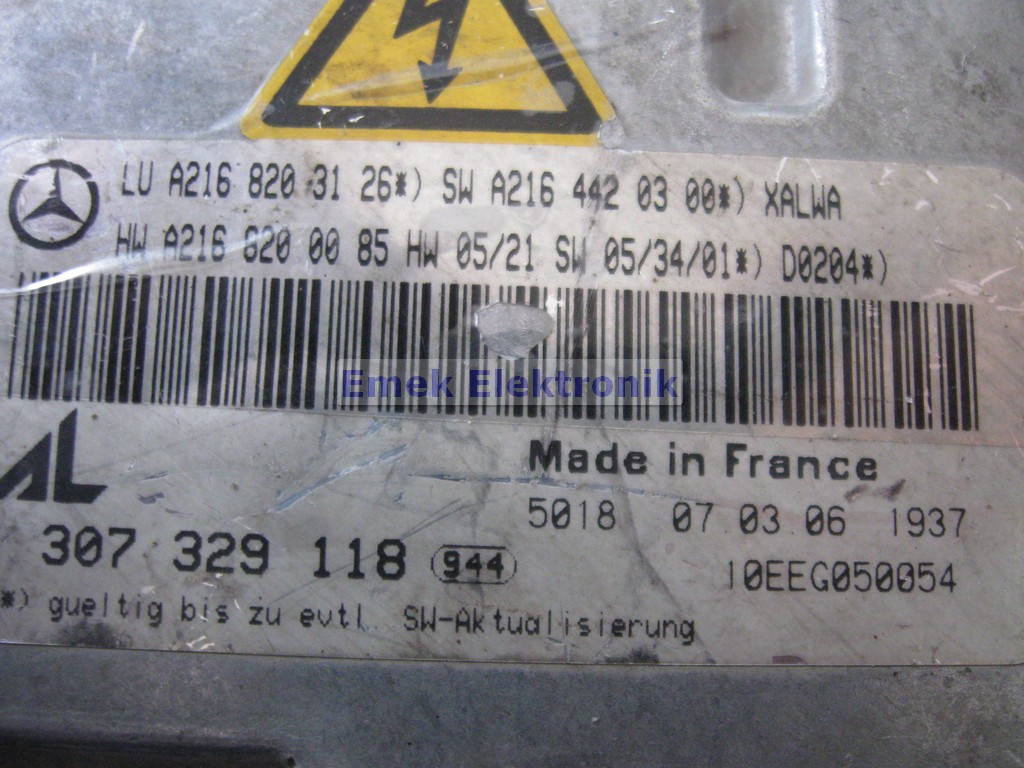 LU A216 820 31 26*) SW A216 442 03 00*) XALWA
HW A216 820 00 85 HW 05/21 SW 05/34/01*) D0204*)
Emek Elektronik
AL
Made in France
5018 07 03 06 1937
307 329 118 944
10EEG050054
*) gueltig bis zu evtl. SW-Aktualisierung